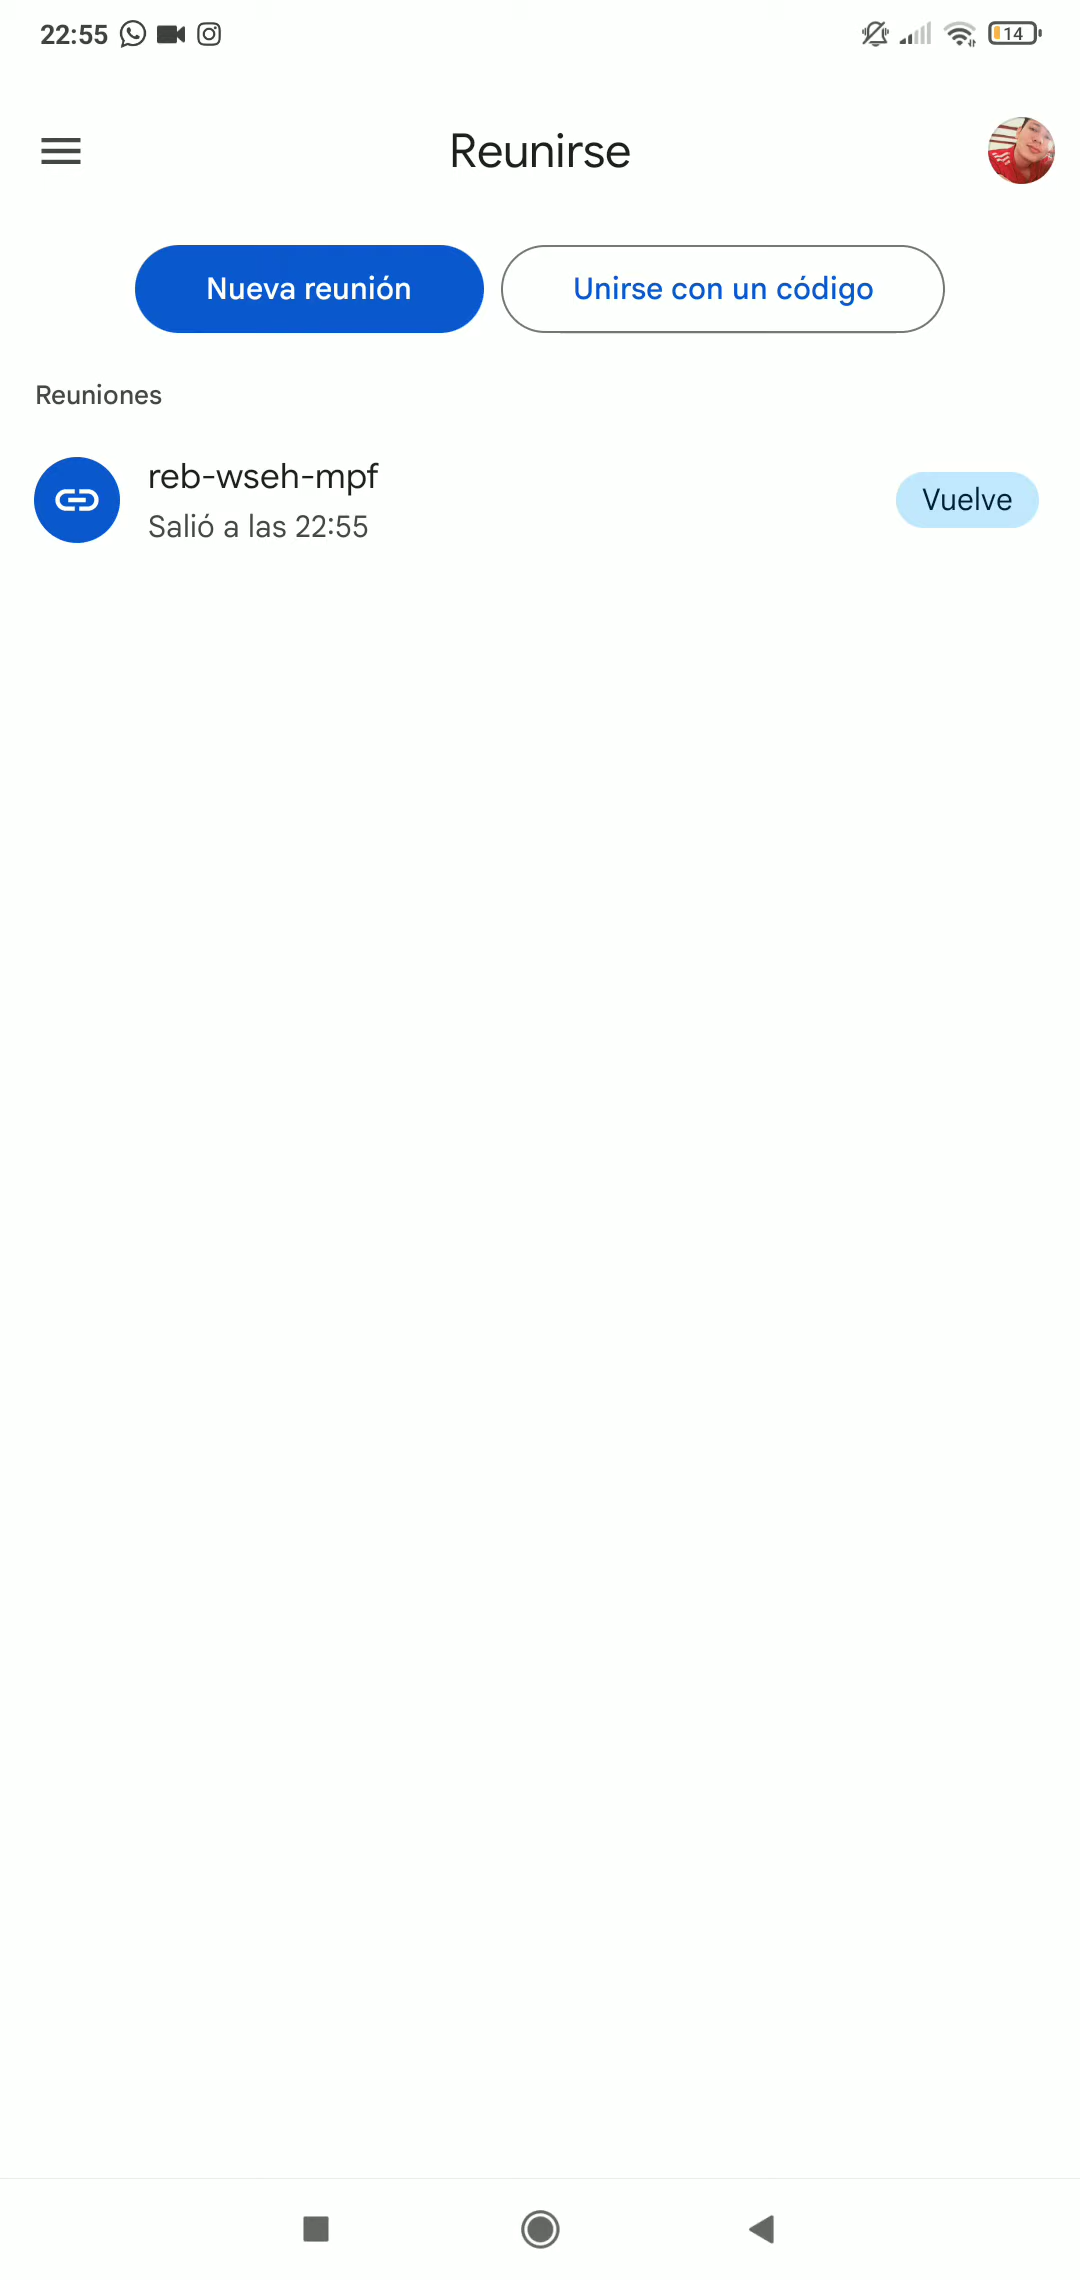 22:55
14
Reunirse
Nueva reunión
Unirse con un código
Reuniones
reb-wseh-mpf
Salió a las 22:55
Vuelve